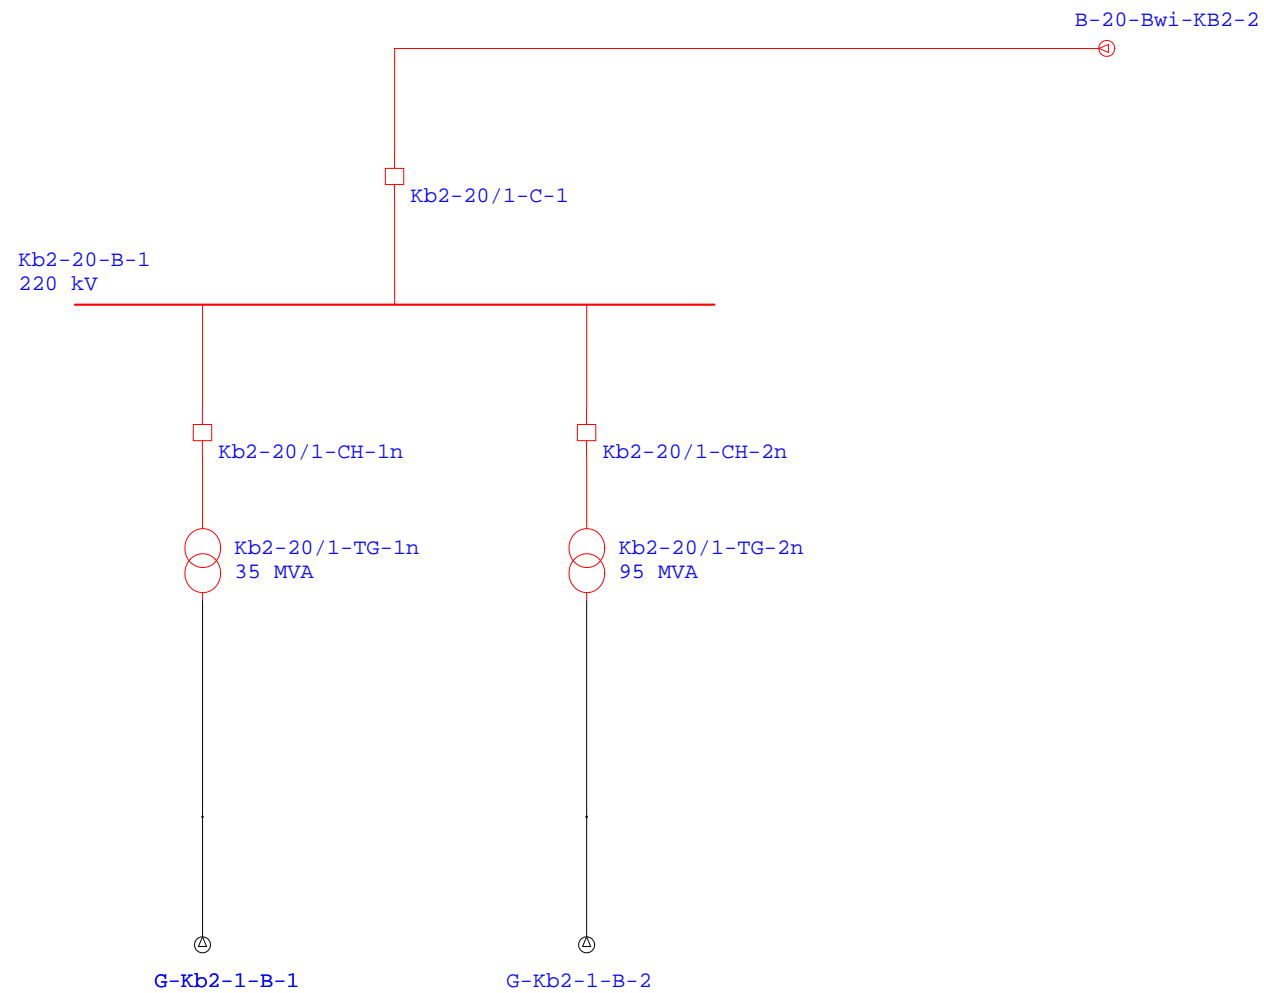 B-20-Bwi-KB2-2
Kb2-20/1-C-1
Kb2-20-B-1
220 kV
Kb2-20/1-CH-1n
Kb2-20/1-CH-2n
Kb2-20/1-TG-1n
35 MVA
Kb2-20/1-TG-2n
95 MVA
G-Kb2-1-B-1
G-Kb2-1-B-2